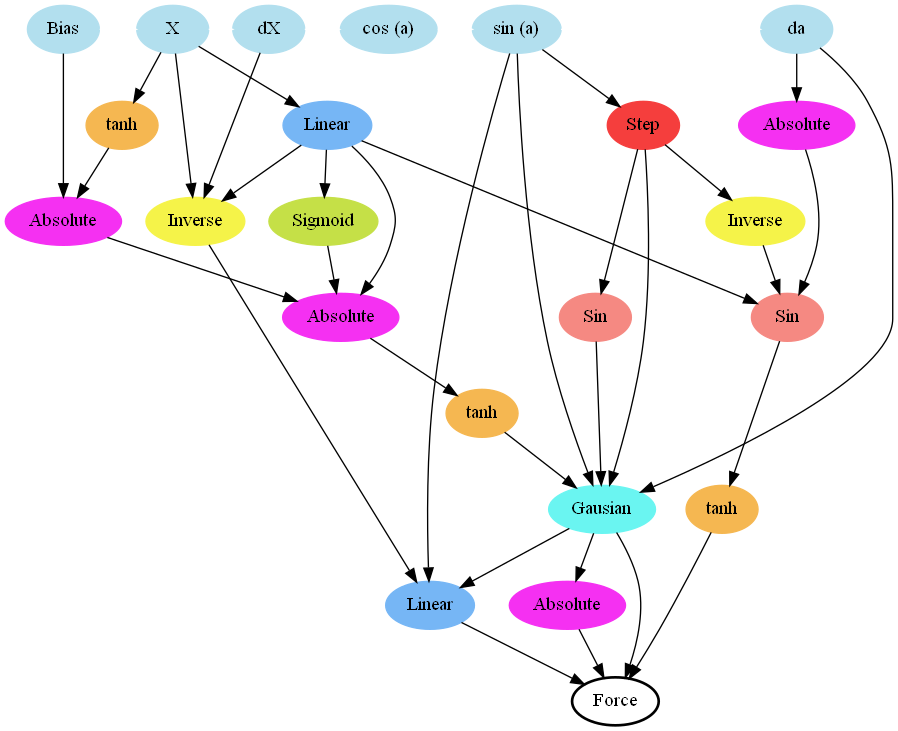 Bias
X
dX
cos (a)
sin (a)
da
tanh
Linear
Step
Absolute
Absolute
Inverse
Sigmoid
Inverse
Absolute
Sin
Sin
tanh
Gausian
tanh
Linear
Absolute
Force